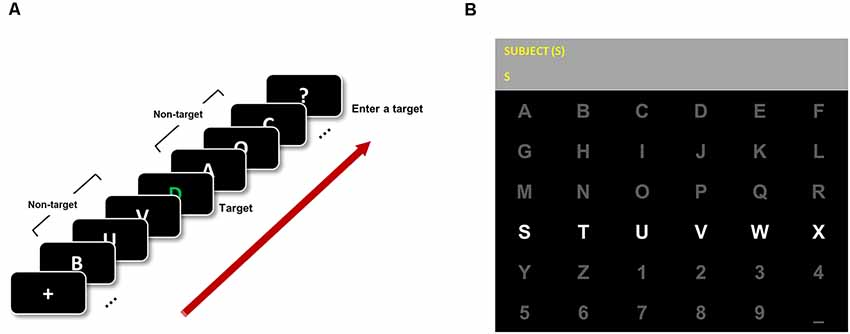 A
?
Non-target
C
Enter a target
O
...
A
D
Non-target
Target
V
U
B
+
...
B
SUBJECT (S)
S
A B C D E F
G H I J K L
M N O P Q R
S T U V W X
Y Z 1 2 3 4
5 6 7 8 9 _